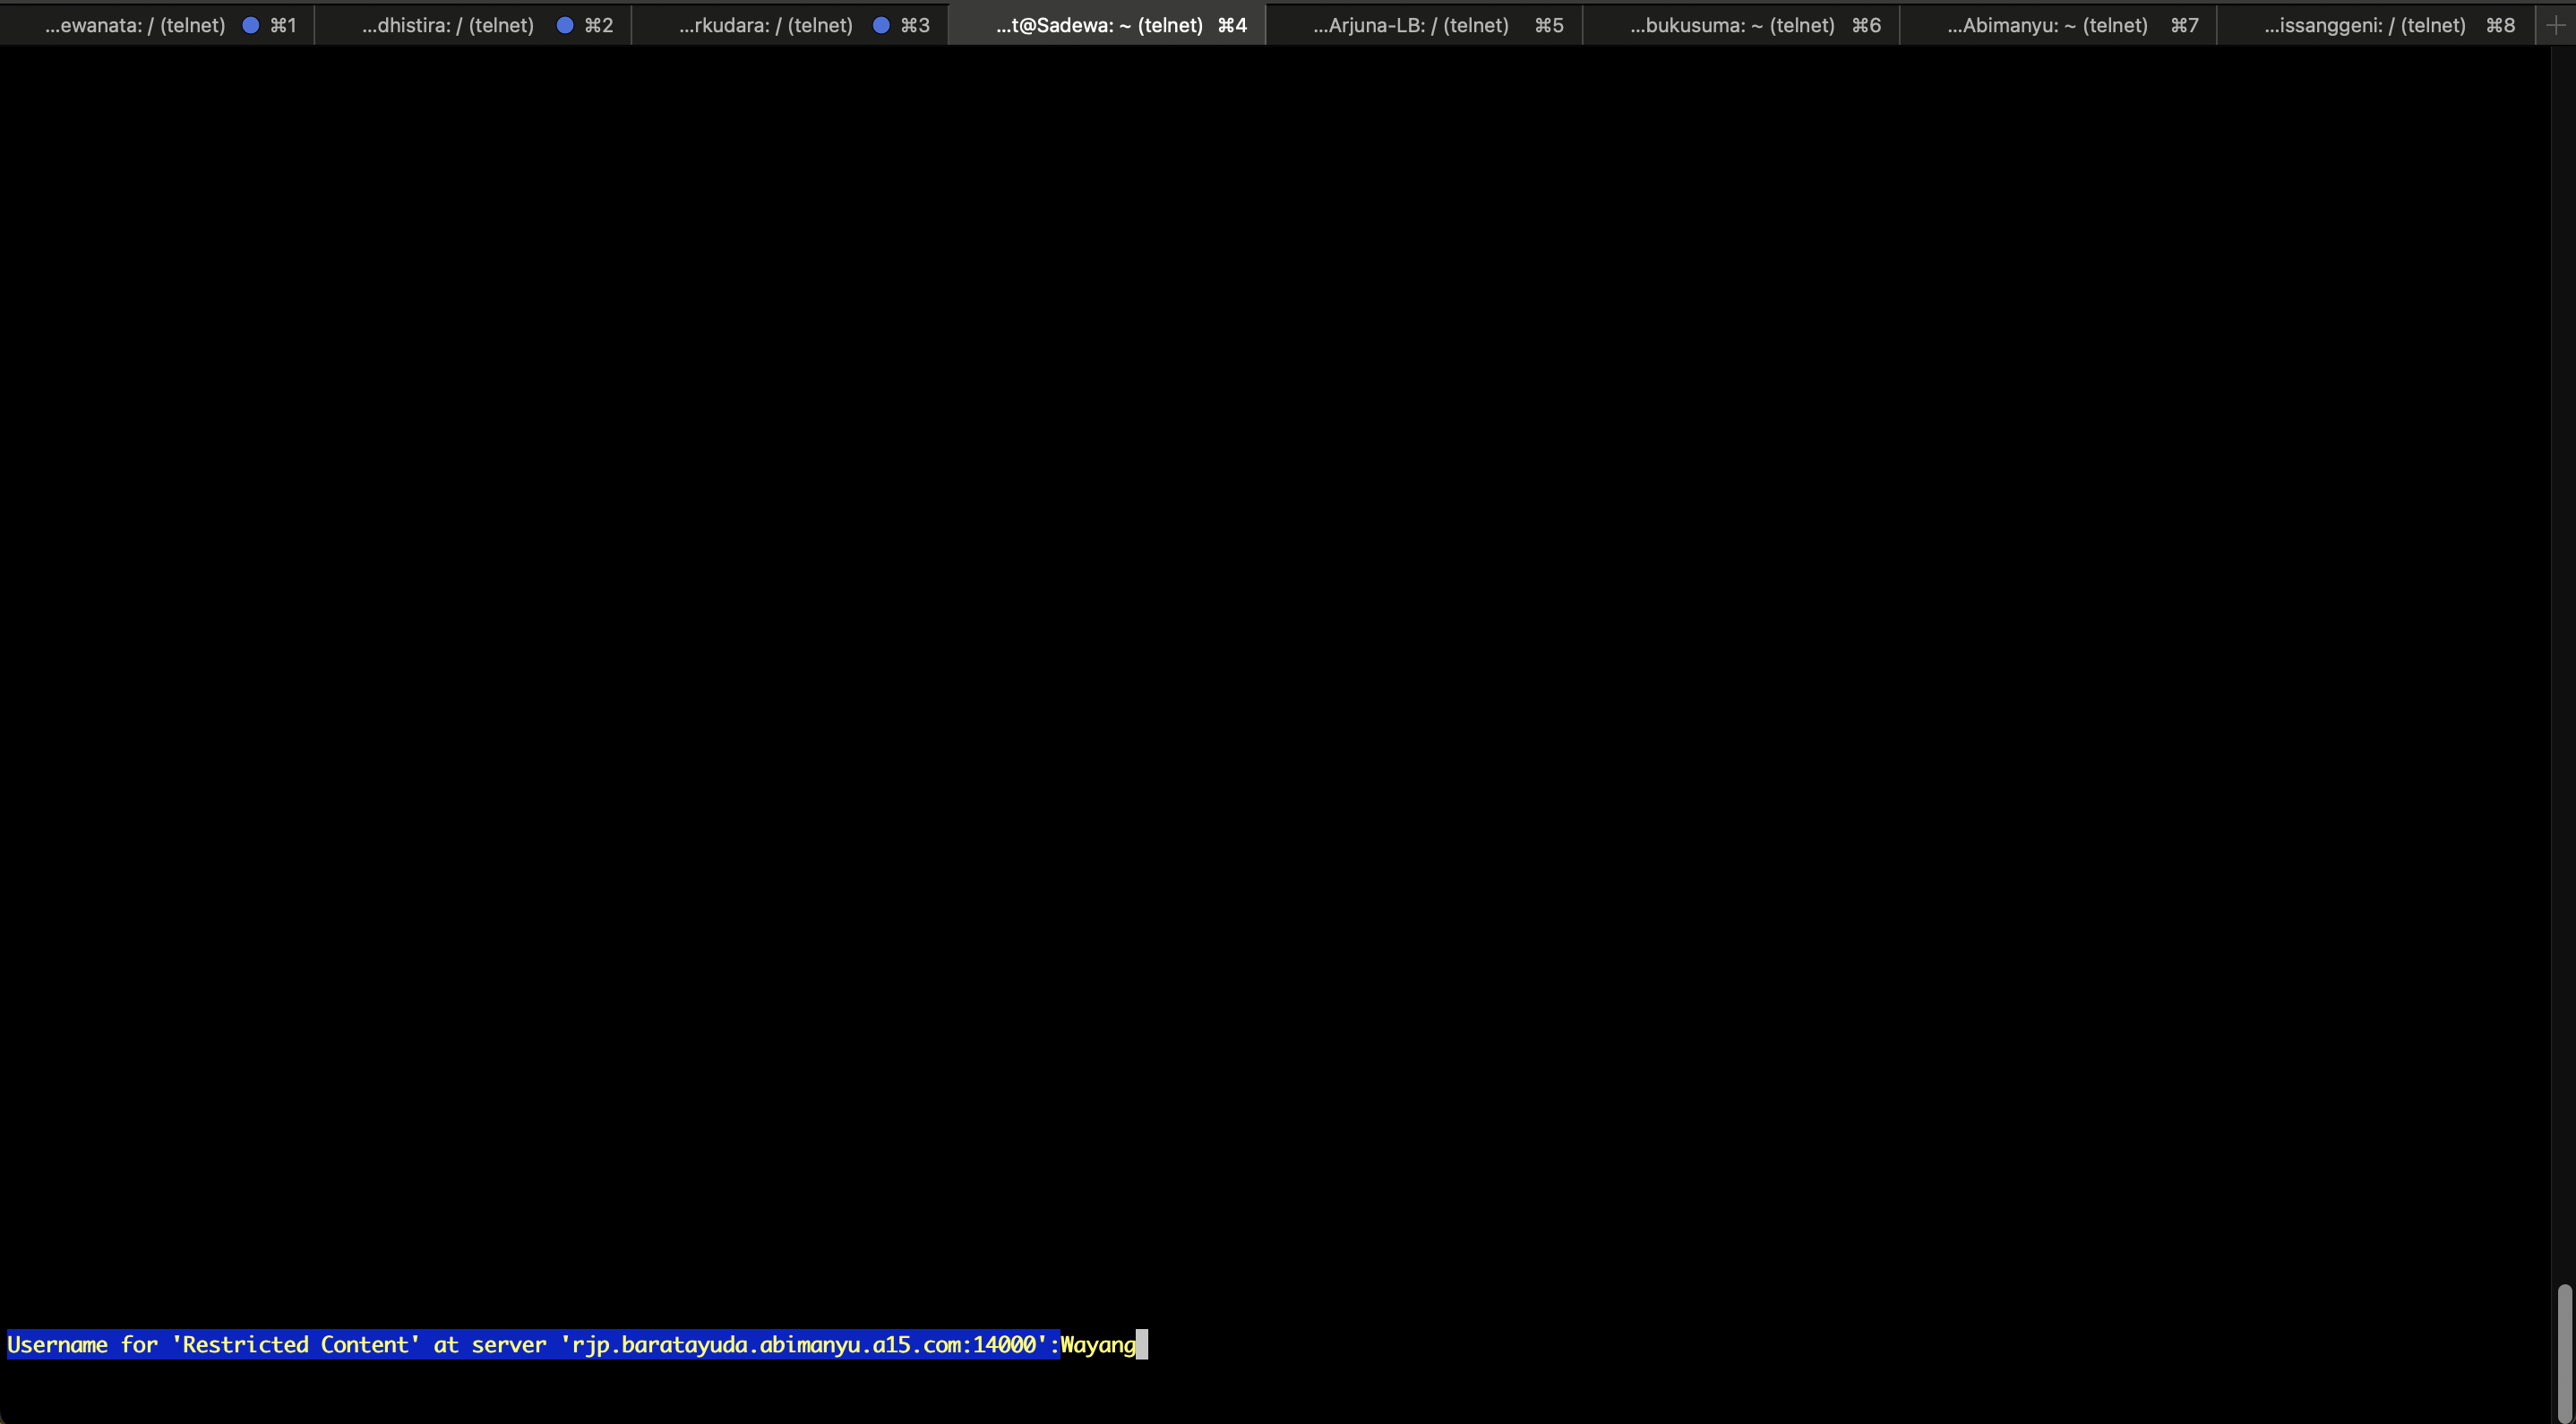 ...ewanata: / (telnet) ⌘1 ...dhistira: / (telnet) ⌘2 ...rkudara: / (telnet) ⌘3 ...t@Sadewa: ~ (telnet) ⌘4 ...Arjuna-LB: / (telnet) ⌘5 ...bukusuma: ~ (telnet) ⌘6 ...Abimanyu: ~ (telnet) ⌘7 ...issanggeni: / (telnet) ⌘8
Username for 'Restricted Content' at server 'rjp.baratayuda.abimanyu.a15.com:14000':Wayang